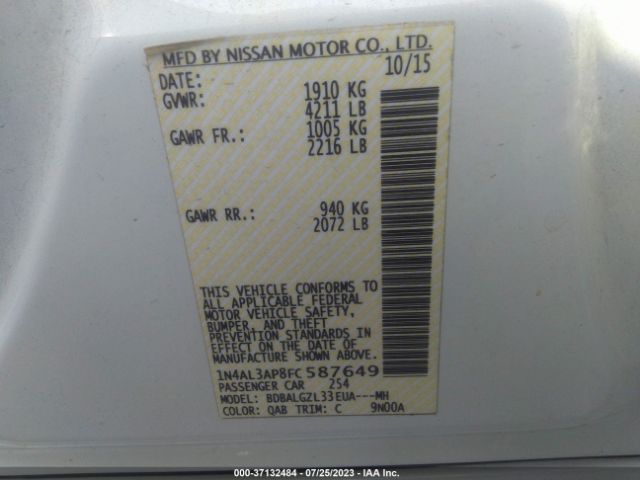 MFD BY NISSAN MOTOR CO., LTD.
DATE: 10/15
GVWR: 1910 KG
4211 LB
GAWR FR.: 1005 KG
2216 LB
GAWR RR.: 940 KG
2072 LB
THIS VEHICLE CONFORMS TO
ALL APPLICABLE FEDERAL
MOTOR VEHICLE SAFETY,
BUMPER, AND THEFT
PREVENTION STANDARDS IN
EFFECT ON THE DATE OF
MANUFACTURE SHOWN ABOVE.
1N4AL3AP8FC587649
PASSENGER CAR 254
MODEL: BDBALGZL33EUA---MH
COLOR: QAB TRIM: C 9N00A
000-37132484 - 07/25/2023 - IAA Inc.